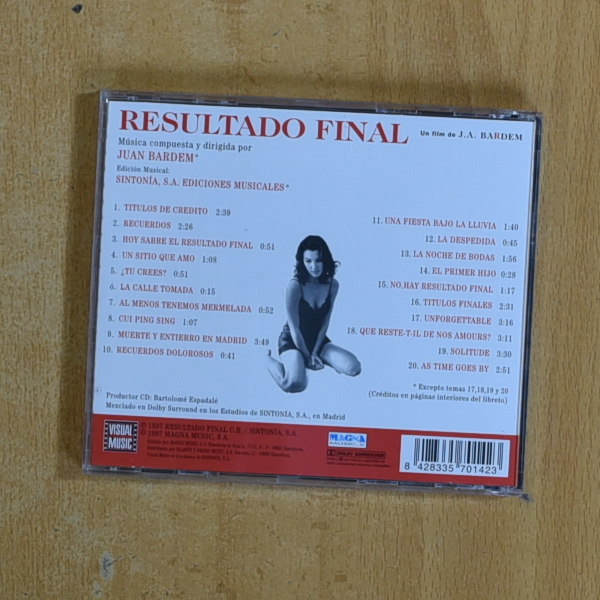 RESULTADO FINAL
Un film de J.A. BARDEM
Música compuesta y dirigida por
JUAN BARDEM*
Edición Musical:
SINTONÍA, S.A. EDICIONES MUSICALES*
1. TITULOS DE CREDITO 2:39
2. RECUERDOS 2:26
3. HOY SABRE EL RESULTADO FINAL 0:51
4. UN SITIO QUE AMO 1:08
5. ¿TU CREES? 0:51
6. LA CALLE TOMADA 0:15
7. AL MENOS TENEMOS MERMELADA 0:52
8. CUI PING SING 1:07
9. MUERTE Y ENTIERRO EN MADRID 3:49
10. RECUERDOS DOLOROSOS 0:41
11. UNA FIESTA BAJO LA LLUVIA 1:40
12. LA DESPEDIDA 0:45
13. LA NOCHE DE BODAS 1:56
14. EL PRIMER HIJO 0:28
15. NO, HAY RESULTADO FINAL 1:17
16. TITULOS FINALES 2:31
17. UNFORGETTABLE 3:16
18. QUE RESTE-T-IL DE NOS AMOURS? 3:11
19. SOLITUDE 3:30
20. AS TIME GOES BY 2:51
* Excepto temas 17,18,19 y 20
(Créditos en páginas interiores del libreto)
Productor CD: Bartolomé Espadalé
Mezclado en Dolby Surround en los Estudios de SINTONÍA, S.A., en Madrid
VISUAL MUSIC
℗ 1997 RESULTADO FINAL C.E. / SINTONÍA, S.A.
© 1997 MAGNA MUSIC, S.A.
MAGNA
DOLBY SURROUND
8 428335 701423